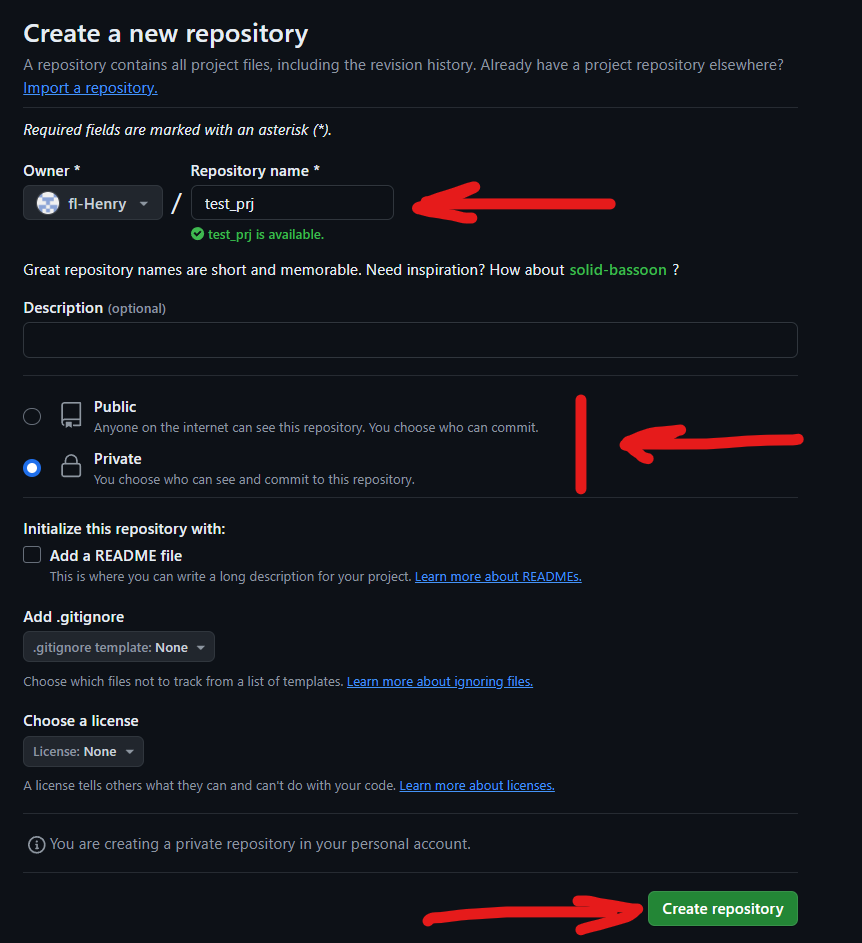 Create a new repository
A repository contains all project files, including the revision history. Already have a project repository elsewhere?
Import a repository.
Required fields are marked with an asterisk (*).
Owner *
Repository name *
fl-Henry
/
test_prj
test_prj is available.
Great repository names are short and memorable. Need inspiration? How about solid-bassoon ?
Description (optional)
Public
Anyone on the internet can see this repository. You choose who can commit.
Private
You choose who can see and commit to this repository.
Initialize this repository with:
Add a README file
This is where you can write a long description for your project. Learn more about READMEs.
Add .gitignore
.gitignore template: None
Choose which files not to track from a list of templates. Learn more about ignoring files.
Choose a license
License: None
A license tells others what they can and can't do with your code. Learn more about licenses.
You are creating a private repository in your personal account.
Create repository